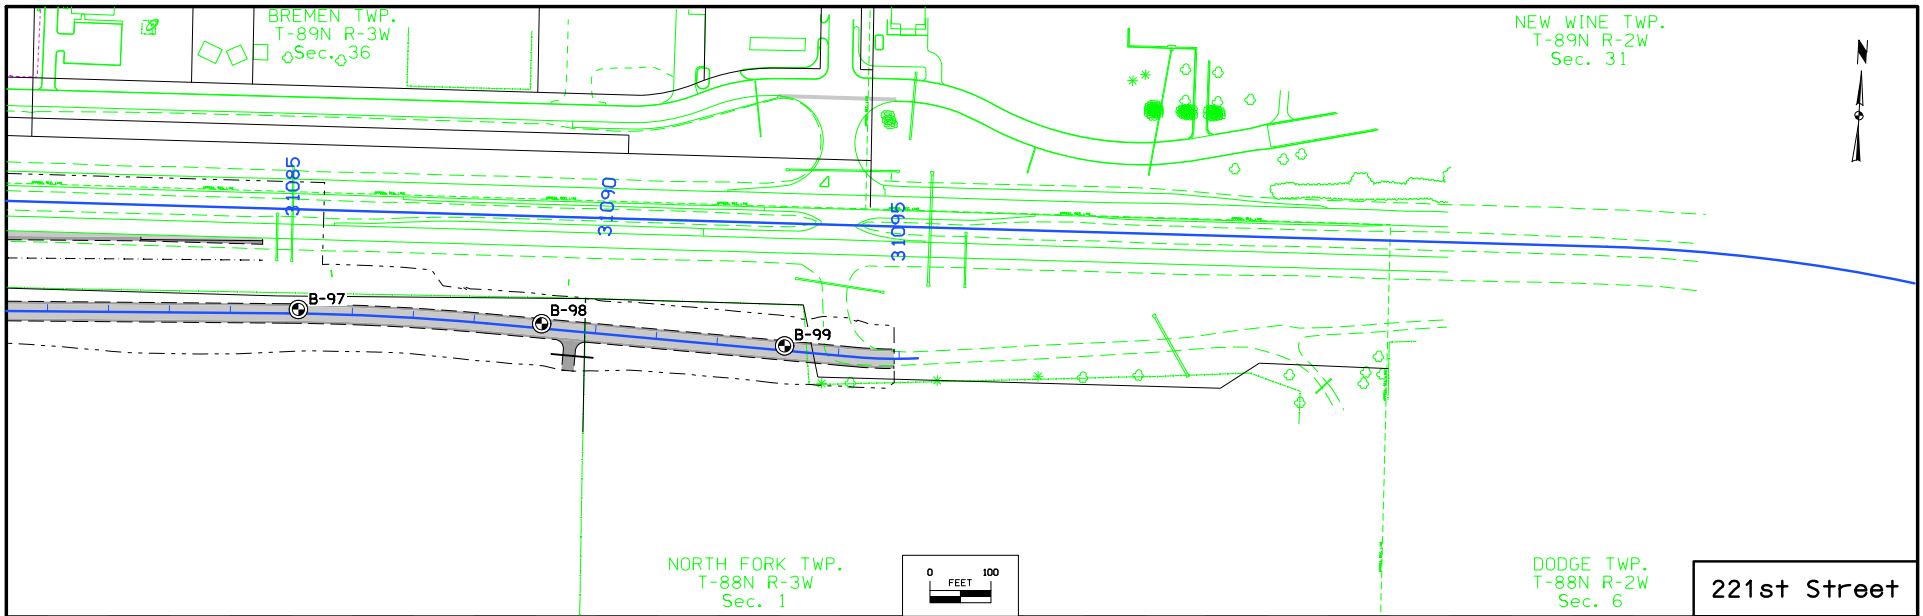 BREMEN TWP.
T-89N R-3W
Sec. 36
NEW WINE TWP.
T-89N R-2W
Sec. 31
N
31085
31090
31095
B-97
B-98
B-99
NORTH FORK TWP.
T-88N R-3W
Sec. 1
0 100
FEET
DODGE TWP.
T-88N R-2W
Sec. 6
221st Street